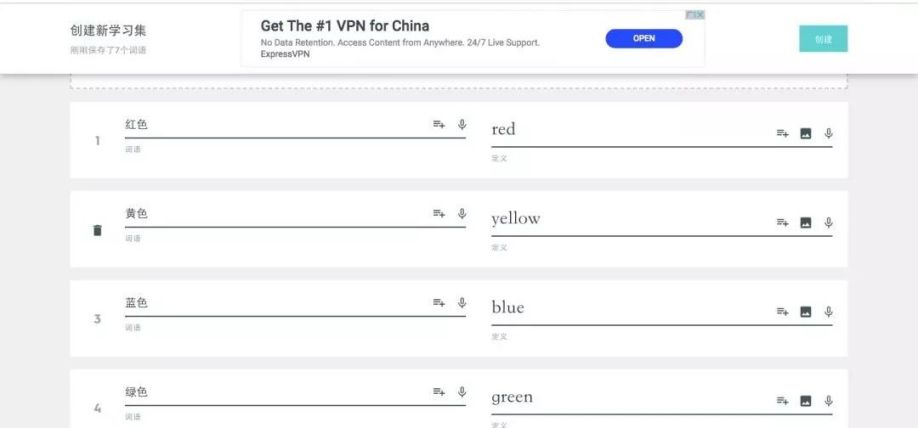 创建新学习集
刚刚保存了7个词语
Get The #1 VPN for China
No Data Retention. Access Content from Anywhere. 24/7 Live Support.
ExpressVPN
OPEN
创建
1
红色
词语
red
定义
黄色
词语
yellow
定义
3
蓝色
词语
blue
定义
4
绿色
词语
green
定义